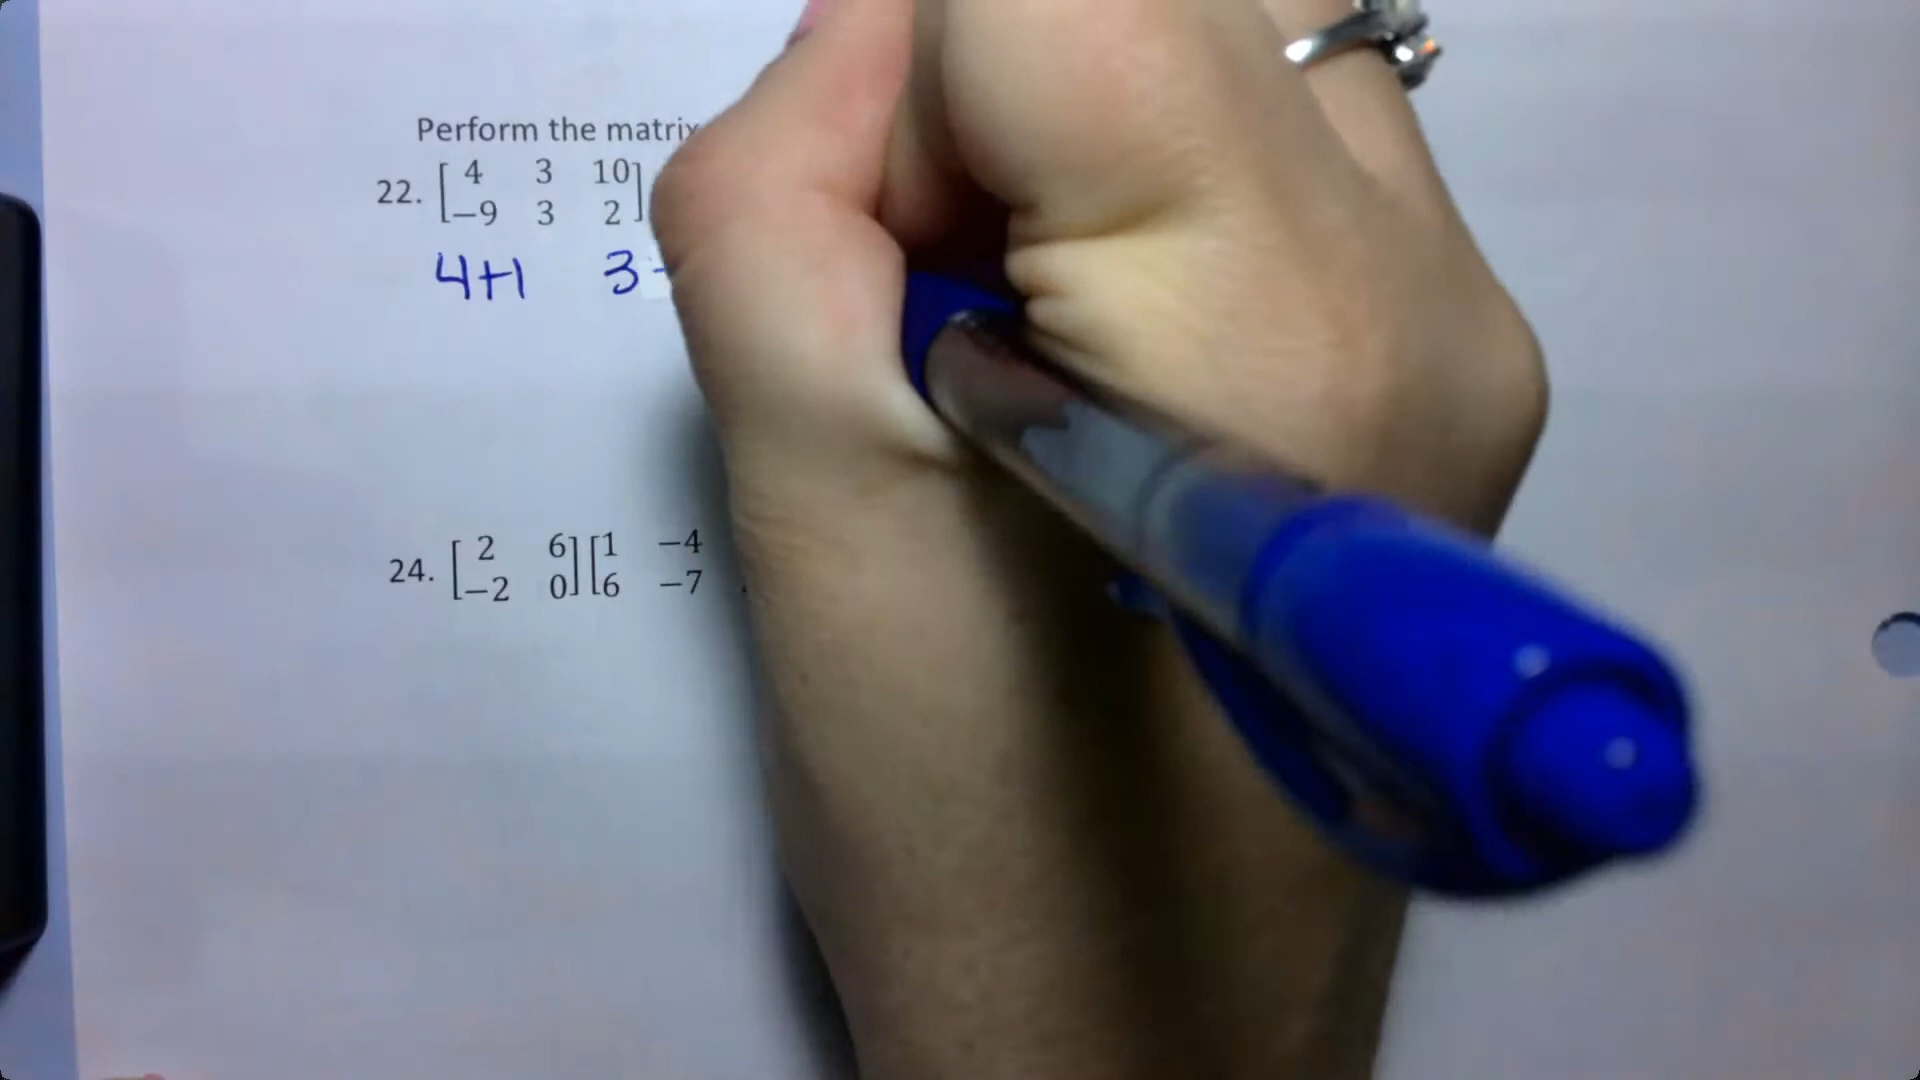 Perform the matrix
22. [4 3 10]
[-9 3 2]
4+1 3-
24. [2 6][1 -4
[-2 0][6 -7